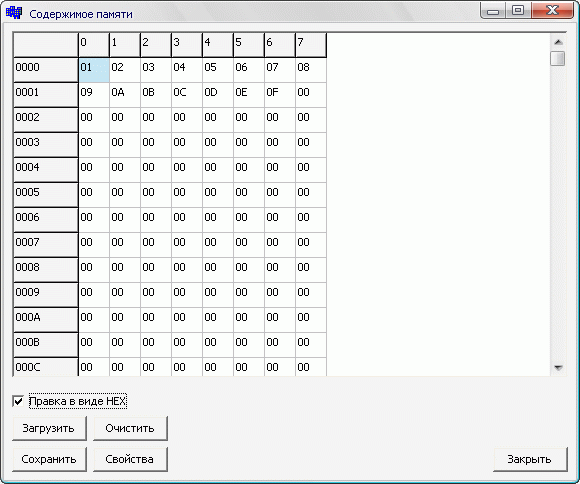 Содержимое памяти
0 1 2 3 4 5 6 7
0000 01 02 03 04 05 06 07 08
0001 09 0A 0B 0C 0D 0E 0F 00
0002 00 00 00 00 00 00 00 00
0003 00 00 00 00 00 00 00 00
0004 00 00 00 00 00 00 00 00
0005 00 00 00 00 00 00 00 00
0006 00 00 00 00 00 00 00 00
0007 00 00 00 00 00 00 00 00
0008 00 00 00 00 00 00 00 00
0009 00 00 00 00 00 00 00 00
000A 00 00 00 00 00 00 00 00
000B 00 00 00 00 00 00 00 00
000C 00 00 00 00 00 00 00 00
Правка в виде HEX
Загрузить Очистить
Сохранить Свойства Закрыть